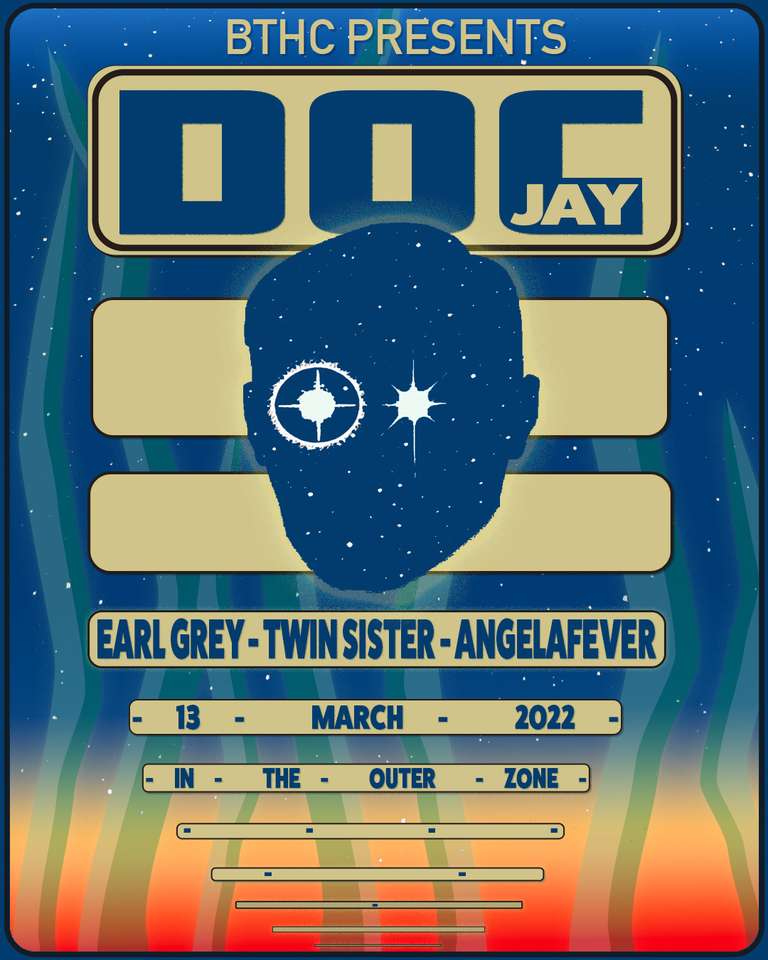 BTHC PRESENTS
DOC
JAY
EARL GREY - TWIN SISTER - ANGELAFEVER
- 13 - MARCH - 2022 -
- IN - THE - OUTER - ZONE -
- - - -
- -
-